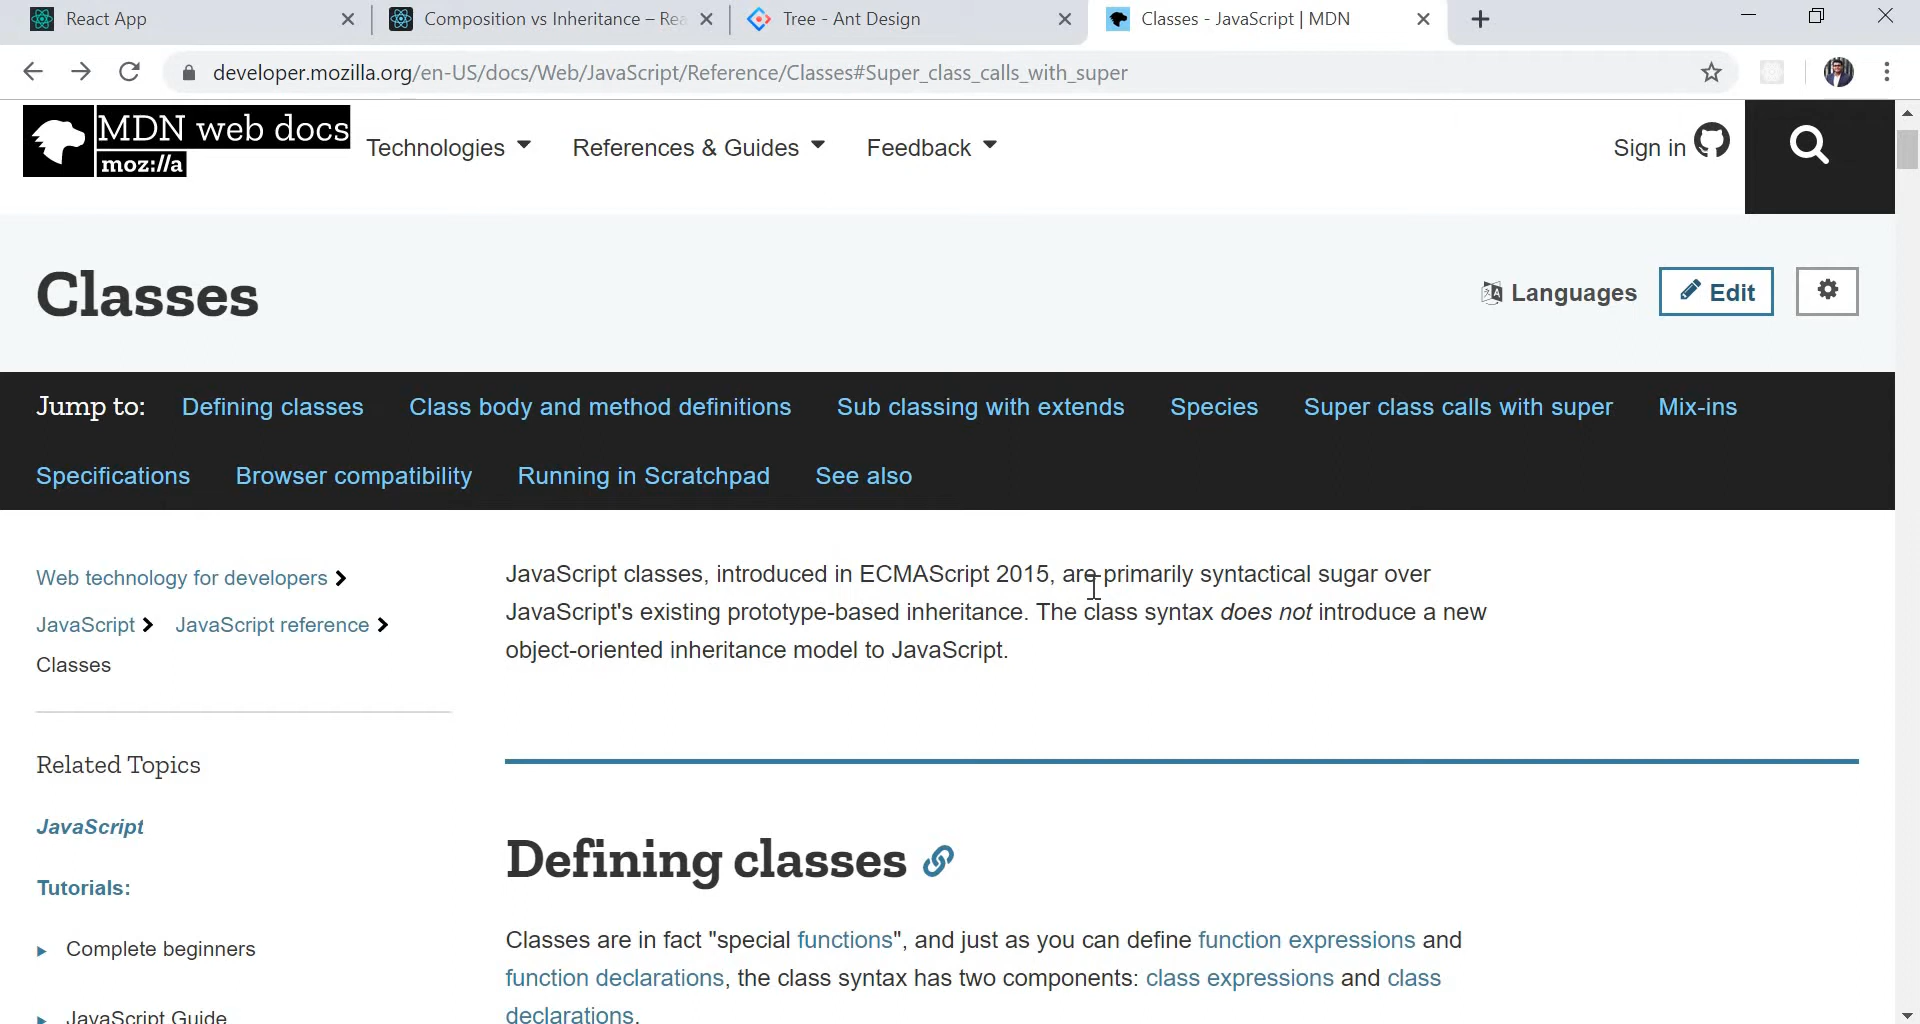 React App
Composition vs Inheritance – Rea
Tree - Ant Design
Classes - JavaScript | MDN
developer.mozilla.org/en-US/docs/Web/JavaScript/Reference/Classes#Super_class_calls_with_super
MDN web docs
moz://a
Technologies
References & Guides
Feedback
Sign in
Classes
Languages
Edit
Jump to: Defining classes Class body and method definitions Sub classing with extends Species Super class calls with super Mix-ins
Specifications Browser compatibility Running in Scratchpad See also
Web technology for developers
JavaScript JavaScript reference
Classes
Related Topics
JavaScript
Tutorials:
Complete beginners
JavaScript Guide
JavaScript classes, introduced in ECMAScript 2015, are primarily syntactical sugar over
JavaScript's existing prototype-based inheritance. The class syntax does not introduce a new
object-oriented inheritance model to JavaScript.
Defining classes
Classes are in fact "special functions", and just as you can define function expressions and
function declarations, the class syntax has two components: class expressions and class
declarations.